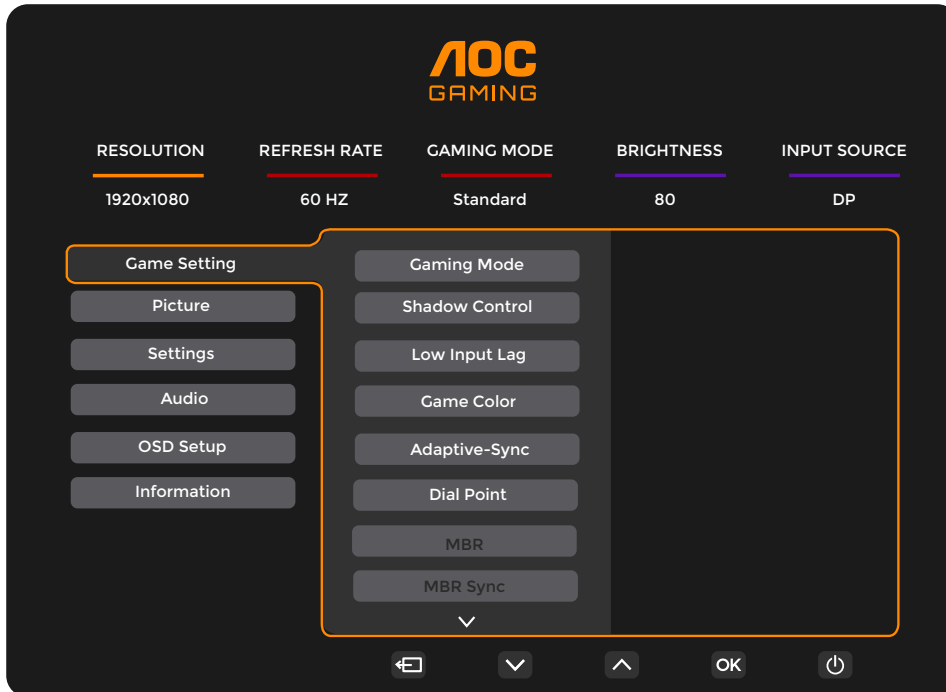 AOC
GAMING
RESOLUTION REFRESH RATE GAMING MODE BRIGHTNESS INPUT SOURCE
1920x1080 60 HZ Standard 80 DP
Game Setting
Picture
Settings
Audio
OSD Setup
Information
Gaming Mode
Shadow Control
Low Input Lag
Game Color
Adaptive-Sync
Dial Point
MBR
MBR Sync
OK